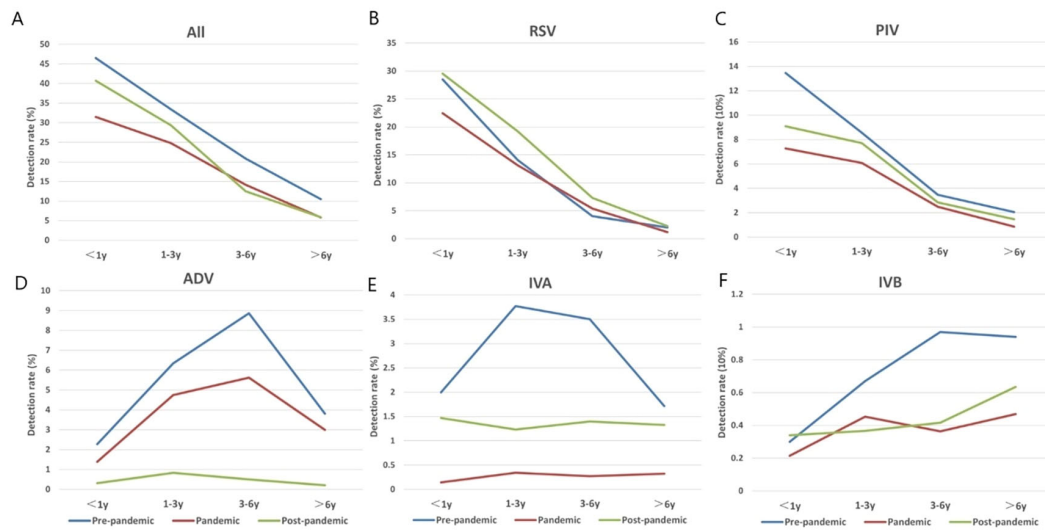 A
All
Detection rate (%)
50
45
40
35
30
25
20
15
10
5
0
<1y
1-3y
3-6y
>6y
B
RSV
Detection rate (%)
35
30
25
20
15
10
5
0
<1y
1-3y
3-6y
>6y
C
PIV
Detection rate (10%)
16
14
12
10
8
6
4
2
0
<1y
1-3y
3-6y
>6y
D
ADV
Detection rate (%)
10
9
8
7
6
5
4
3
2
1
0
<1y
1-3y
3-6y
>6y
Pre-pandemic Pandemic Post-pandemic
E
IVA
Detection rate (%)
4
3.5
3
2.5
2
1.5
1
0.5
0
<1y
1-3y
3-6y
>6y
Pre-pandemic Pandemic Post-pandemic
F
IVB
Detection rate (10%)
1.2
1
0.8
0.6
0.4
0.2
0
<1y
1-3y
3-6y
>6y
Pre-pandemic Pandemic Post-pandemic